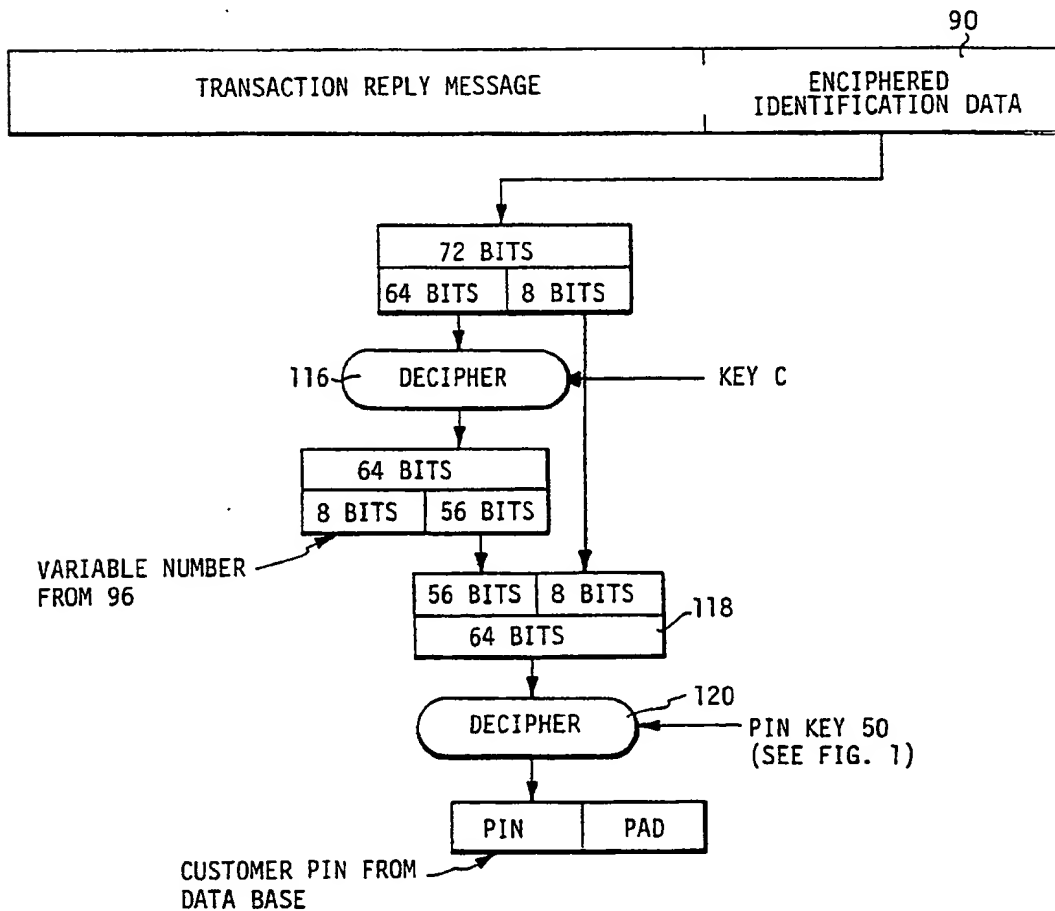 90
TRANSACTION REPLY MESSAGE
ENCIPHERED
IDENTIFICATION DATA
72 BITS
64 BITS
8 BITS
116
DECIPHER
KEY C
64 BITS
8 BITS
56 BITS
VARIABLE NUMBER
FROM 96
56 BITS
8 BITS
118
64 BITS
120
DECIPHER
PIN KEY 50
(SEE FIG. 1)
PIN
PAD
CUSTOMER PIN FROM
DATA BASE